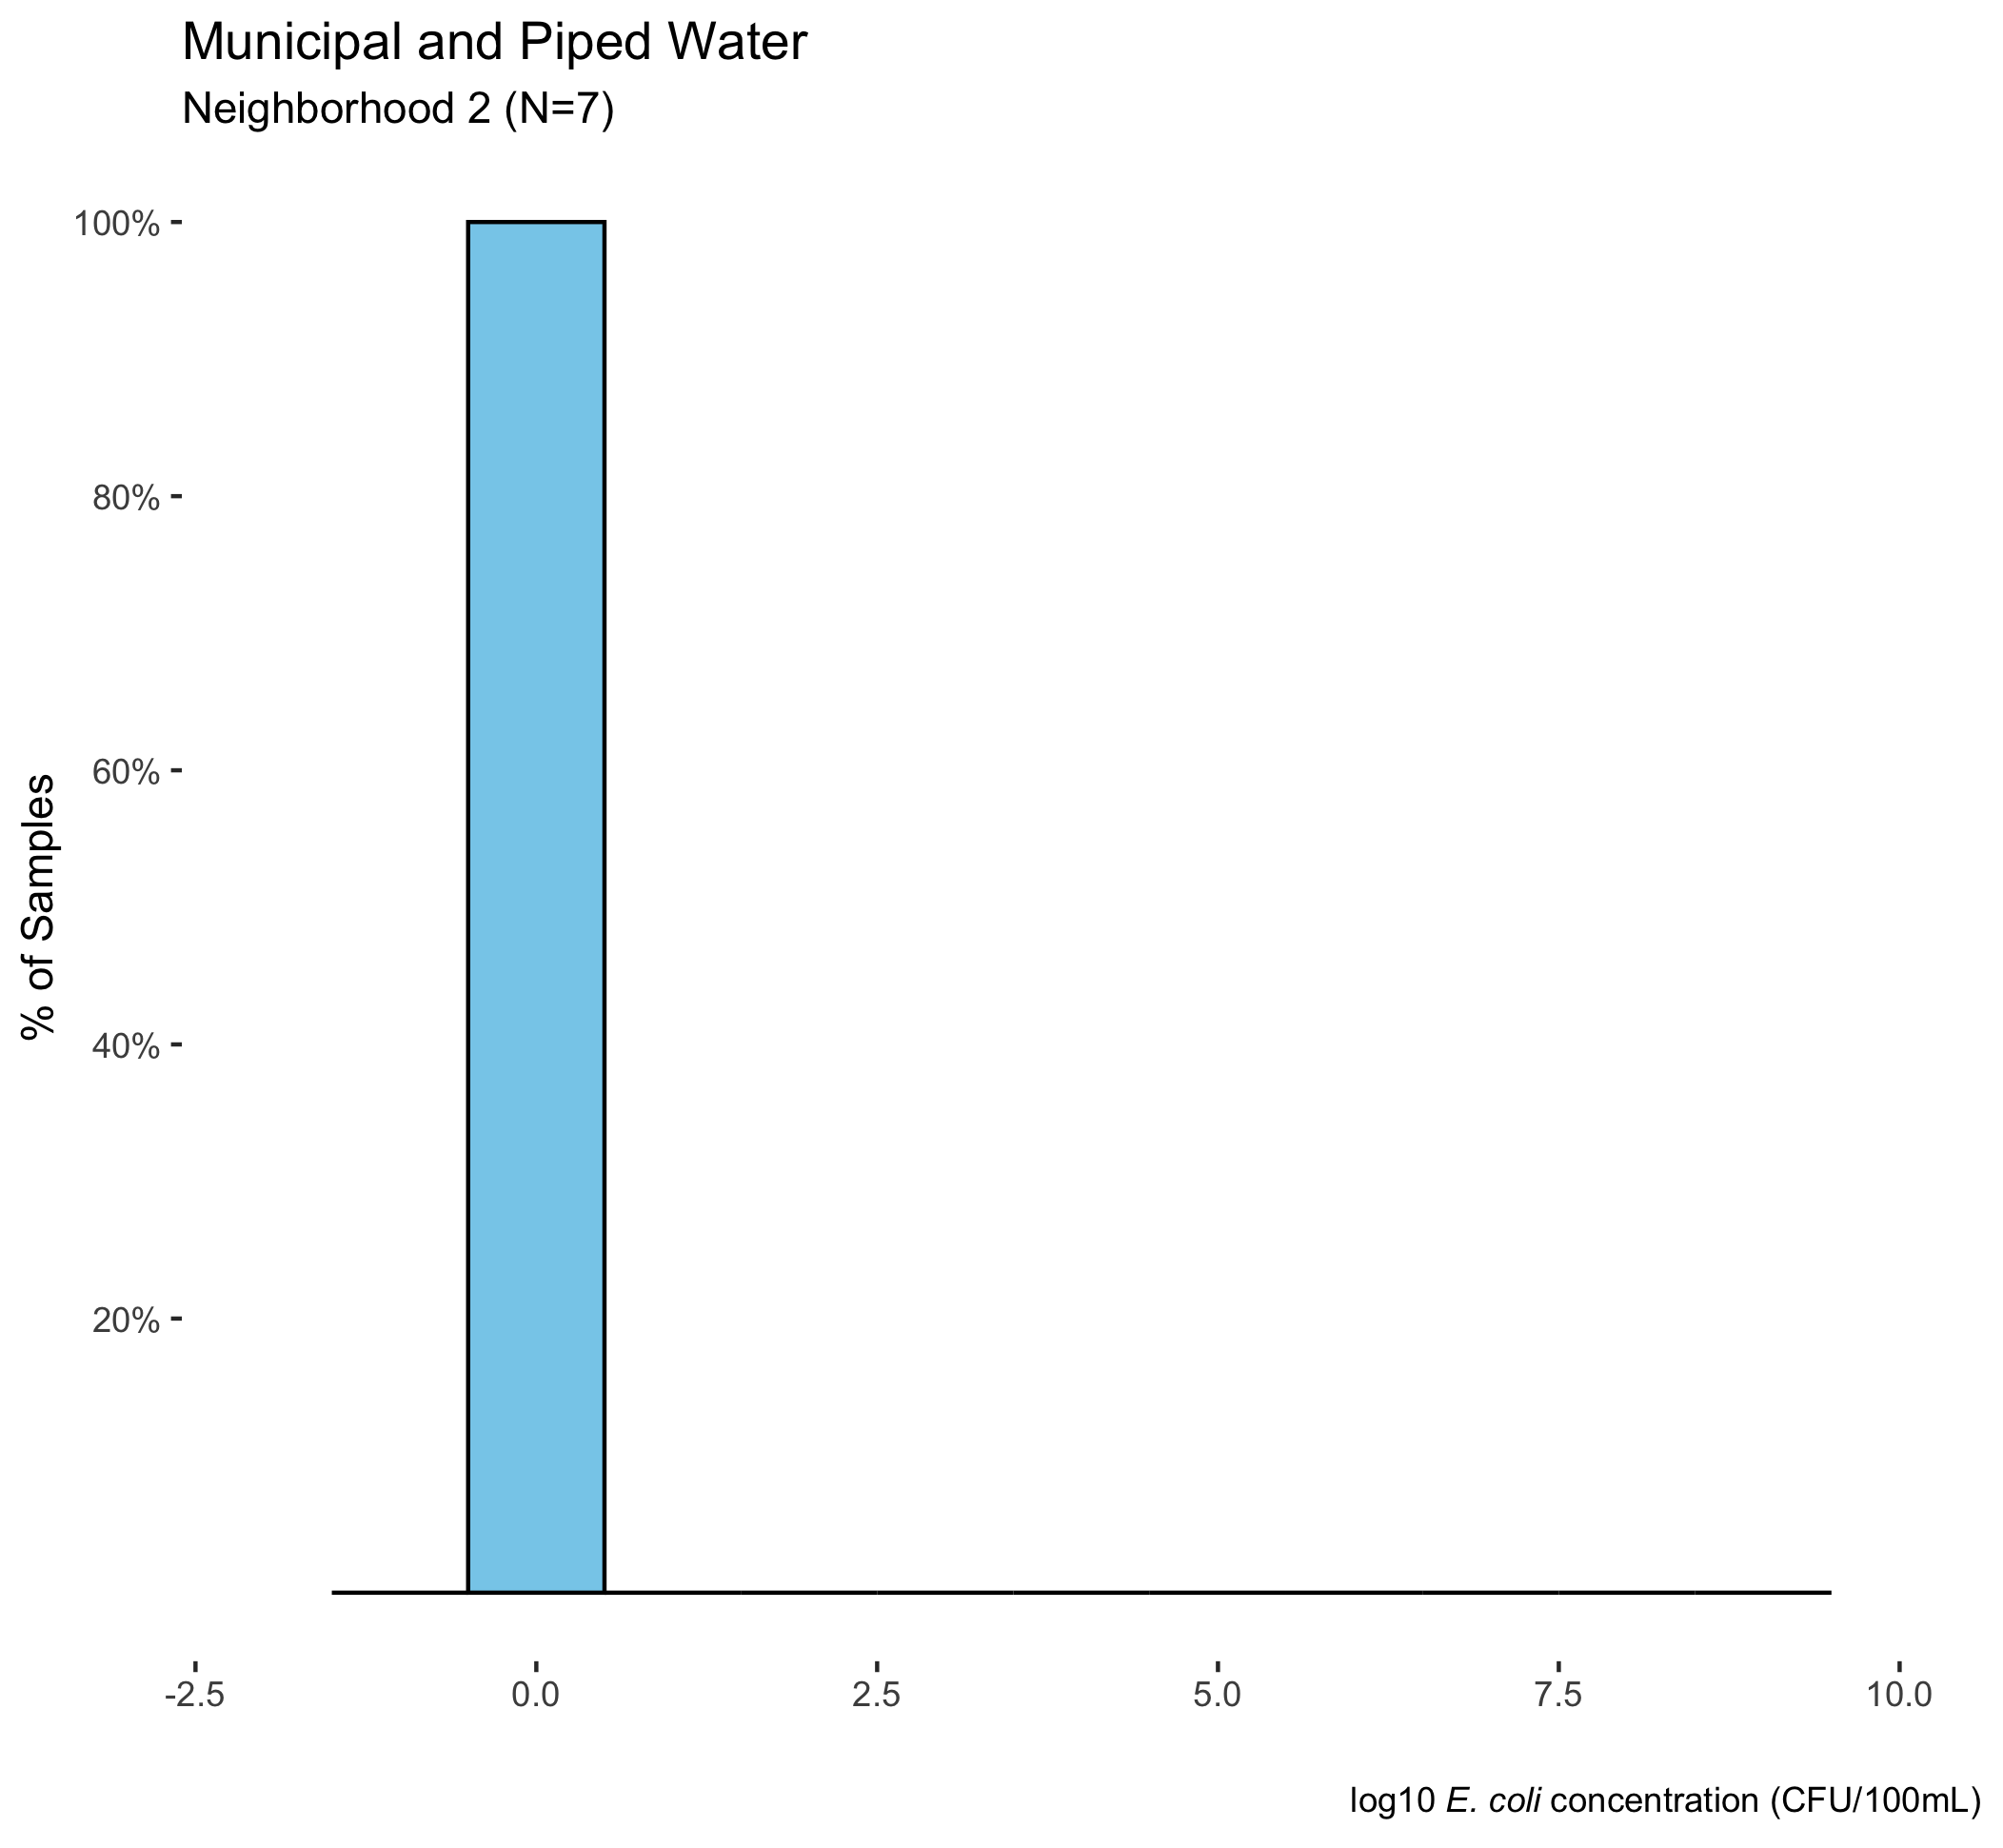 Municipal and Piped Water
Neighborhood 2 (N=7)
100%
80%
60%
40%
20%
% of Samples
-2.5 0.0 2.5 5.0 7.5 10.0
log10 E. coli concentration (CFU/100mL)